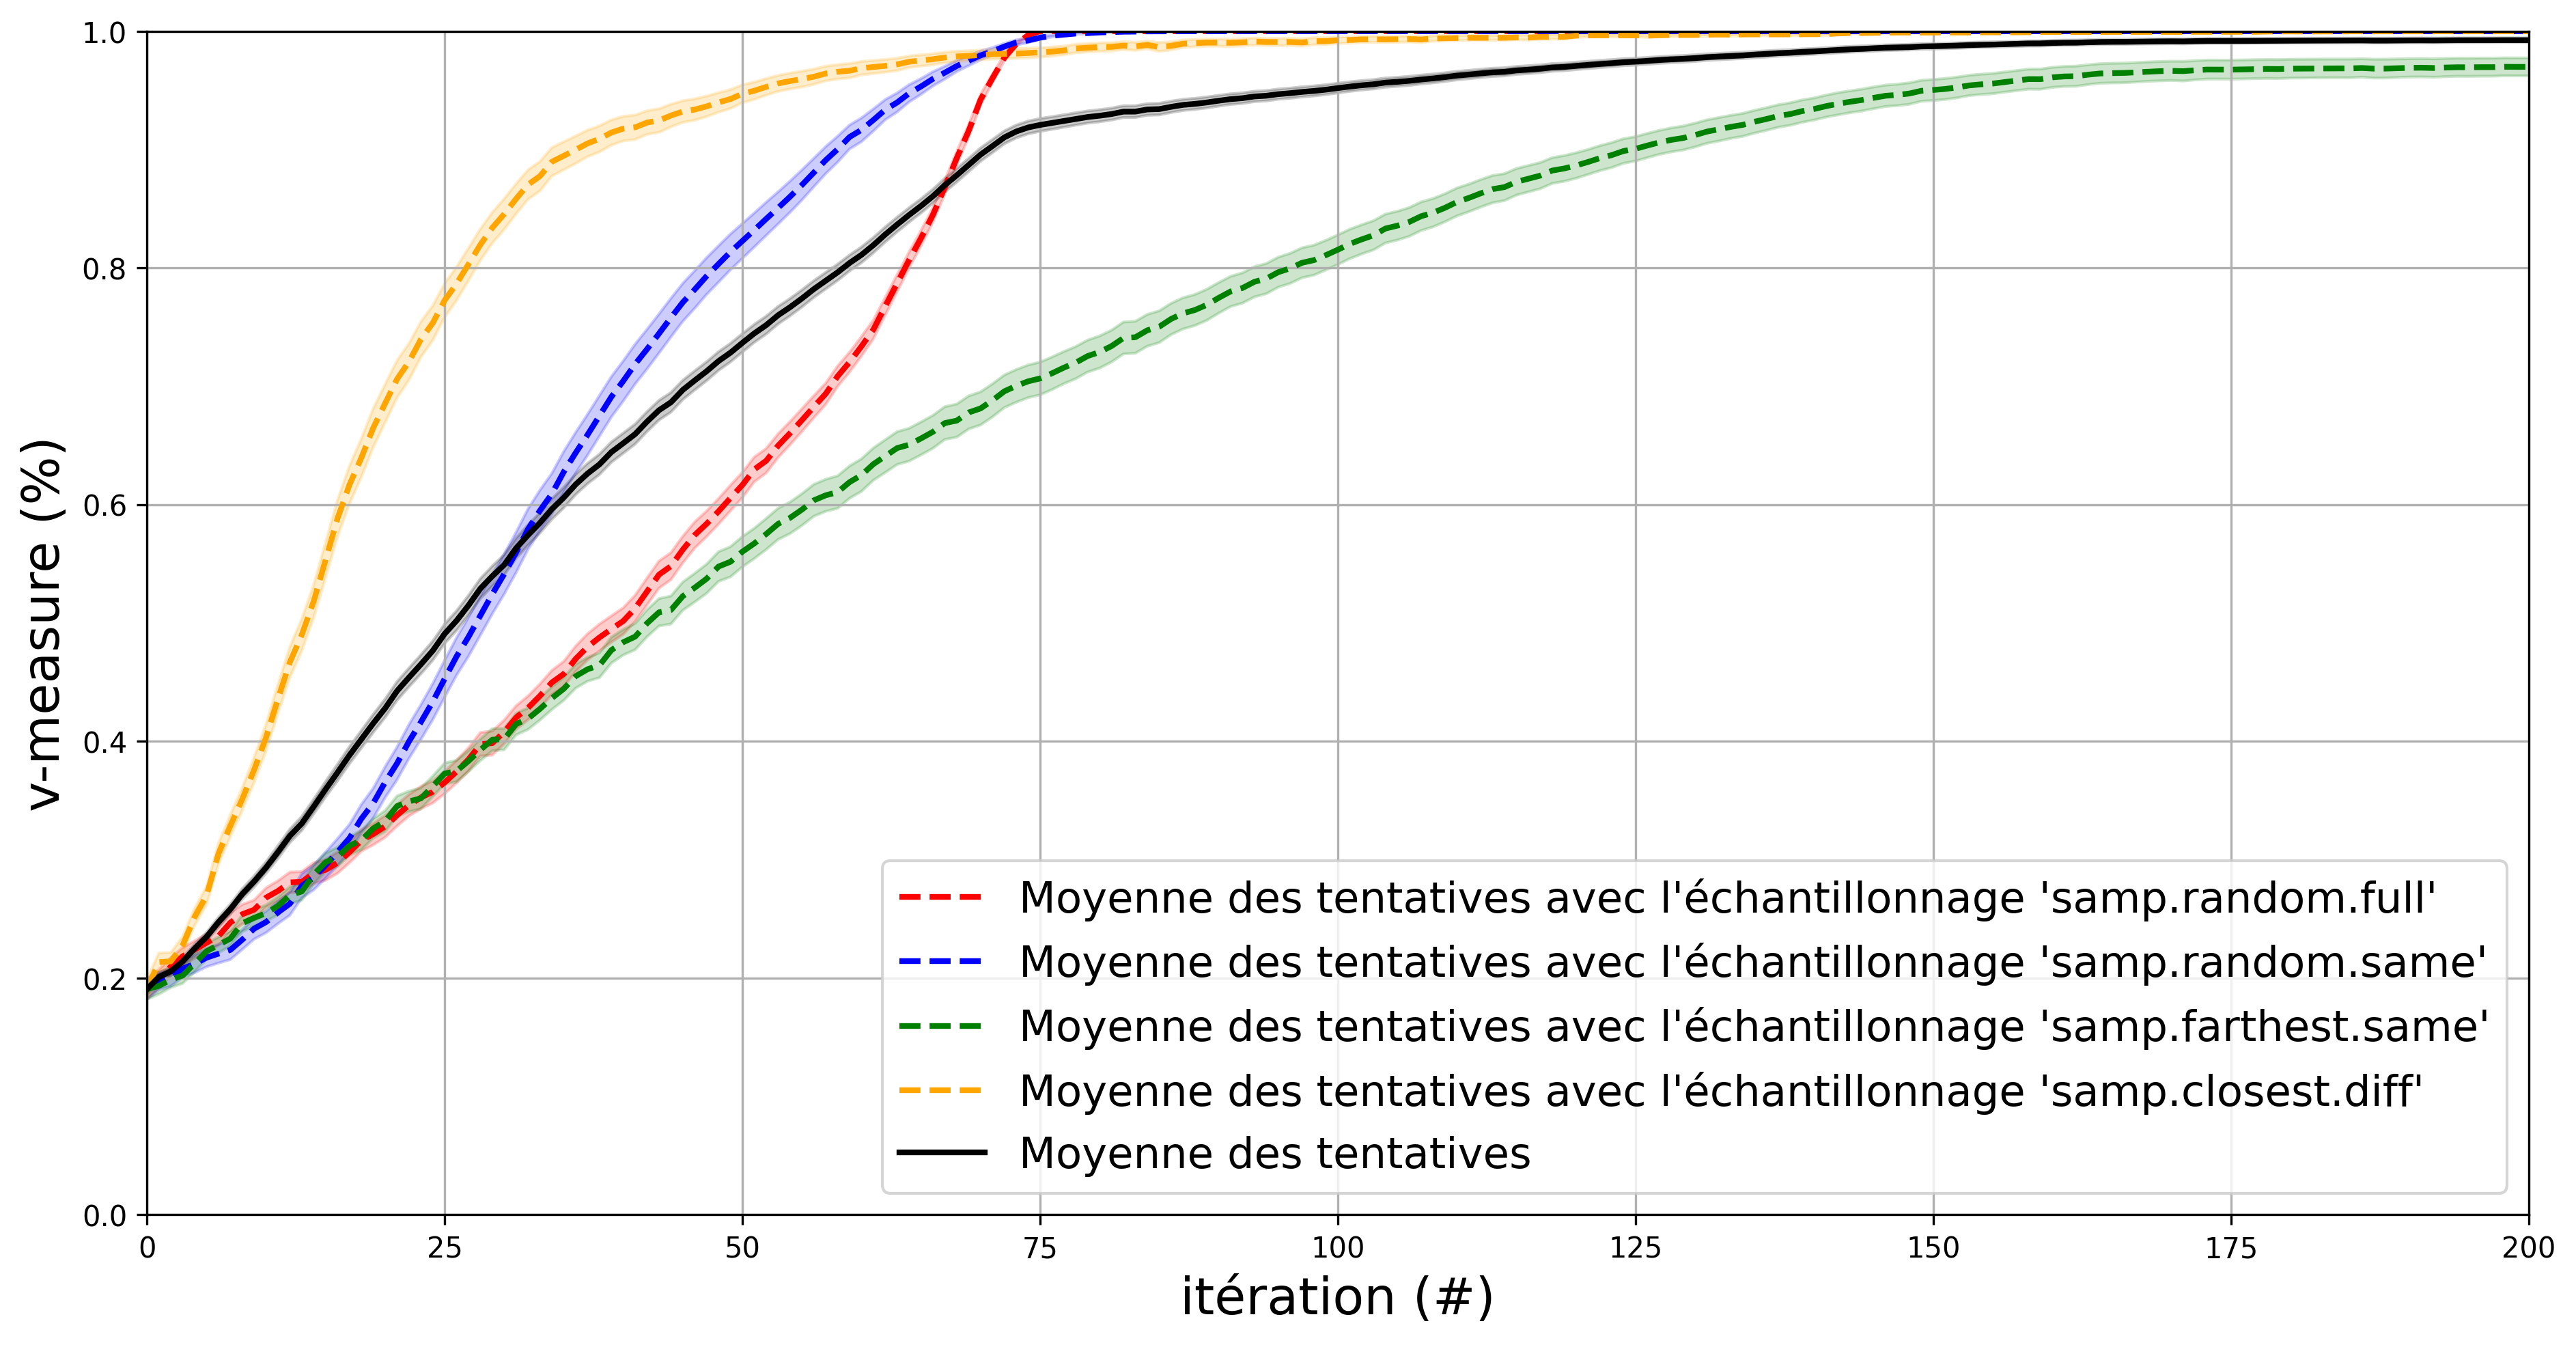 1.0
0.8
0.6
0.4
0.2
0.0
v-measure (%)
Moyenne des tentatives avec l'échantillonnage 'samp.random.full'
Moyenne des tentatives avec l'échantillonnage 'samp.random.same'
Moyenne des tentatives avec l'échantillonnage 'samp.farthest.same'
Moyenne des tentatives avec l'échantillonnage 'samp.closest.diff'
Moyenne des tentatives
0 25 50 75 100 125 150 175 200
itération (#)